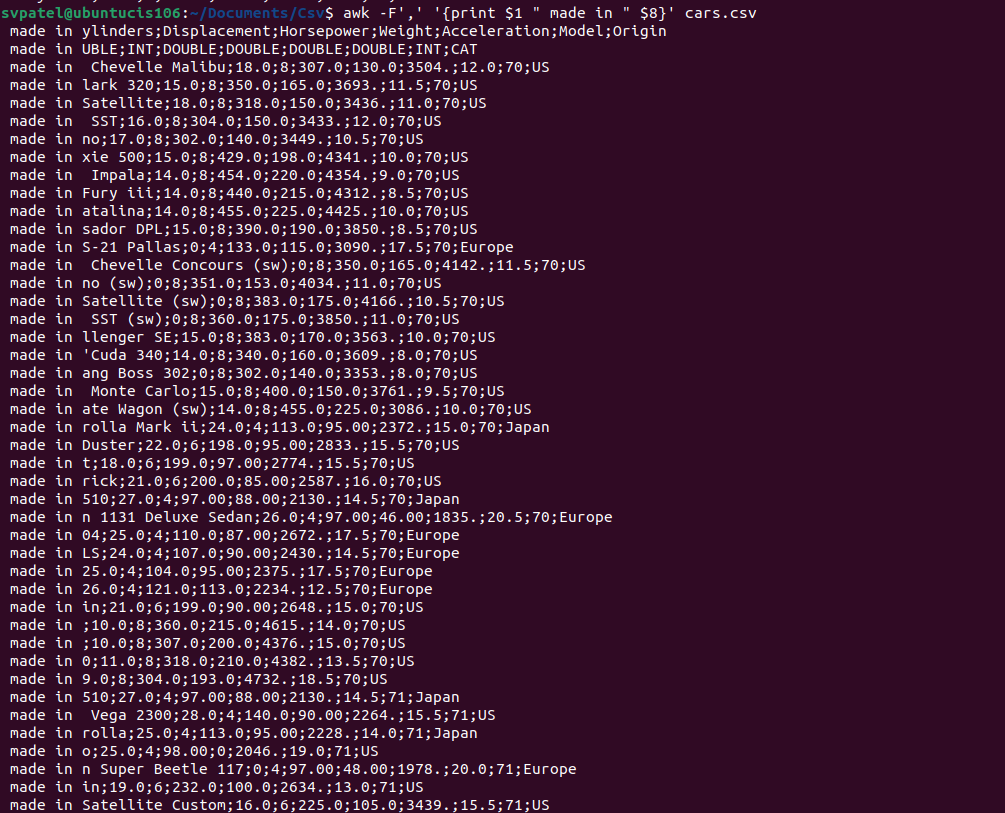 svpatel@ubuntucis106:~/Documents/Csv$ awk -F',' '{print $1 " made in " $8}' cars.csv
 made in ylinders;Displacement;Horsepower;Weight;Acceleration;Model;Origin
 made in UBLE;INT;DOUBLE;DOUBLE;DOUBLE;DOUBLE;INT;CAT
 made in  Chevelle Malibu;18.0;8;307.0;130.0;3504.;12.0;70;US
 made in lark 320;15.0;8;350.0;165.0;3693.;11.5;70;US
 made in Satellite;18.0;8;318.0;150.0;3436.;11.0;70;US
 made in  SST;16.0;8;304.0;150.0;3433.;12.0;70;US
 made in no;17.0;8;302.0;140.0;3449.;10.5;70;US
 made in xie 500;15.0;8;429.0;198.0;4341.;10.0;70;US
 made in  Impala;14.0;8;454.0;220.0;4354.;9.0;70;US
 made in Fury iii;14.0;8;440.0;215.0;4312.;8.5;70;US
 made in atalina;14.0;8;455.0;225.0;4425.;10.0;70;US
 made in sador DPL;15.0;8;390.0;190.0;3850.;8.5;70;US
 made in S-21 Pallas;0;4;133.0;115.0;3090.;17.5;70;Europe
 made in  Chevelle Concours (sw);0;8;350.0;165.0;4142.;11.5;70;US
 made in no (sw);0;8;351.0;153.0;4034.;11.0;70;US
 made in Satellite (sw);0;8;383.0;175.0;4166.;10.5;70;US
 made in  SST (sw);0;8;360.0;175.0;3850.;11.0;70;US
 made in llenger SE;15.0;8;383.0;170.0;3563.;10.0;70;US
 made in 'Cuda 340;14.0;8;340.0;160.0;3609.;8.0;70;US
 made in ang Boss 302;0;8;302.0;140.0;3353.;8.0;70;US
 made in  Monte Carlo;15.0;8;400.0;150.0;3761.;9.5;70;US
 made in ate Wagon (sw);14.0;8;455.0;225.0;3086.;10.0;70;US
 made in rolla Mark ii;24.0;4;113.0;95.00;2372.;15.0;70;Japan
 made in Duster;22.0;6;198.0;95.00;2833.;15.5;70;US
 made in t;18.0;6;199.0;97.00;2774.;15.5;70;US
 made in rick;21.0;6;200.0;85.00;2587.;16.0;70;US
 made in 510;27.0;4;97.00;88.00;2130.;14.5;70;Japan
 made in n 1131 Deluxe Sedan;26.0;4;97.00;46.00;1835.;20.5;70;Europe
 made in 04;25.0;4;110.0;87.00;2672.;17.5;70;Europe
 made in LS;24.0;4;107.0;90.00;2430.;14.5;70;Europe
 made in 25.0;4;104.0;95.00;2375.;17.5;70;Europe
 made in 26.0;4;121.0;113.0;2234.;12.5;70;Europe
 made in in;21.0;6;199.0;90.00;2648.;15.0;70;US
 made in ;10.0;8;360.0;215.0;4615.;14.0;70;US
 made in ;10.0;8;307.0;200.0;4376.;15.0;70;US
 made in 0;11.0;8;318.0;210.0;4382.;13.5;70;US
 made in 9.0;8;304.0;193.0;4732.;18.5;70;US
 made in 510;27.0;4;97.00;88.00;2130.;14.5;71;Japan
 made in  Vega 2300;28.0;4;140.0;90.00;2264.;15.5;71;US
 made in rolla;25.0;4;113.0;95.00;2228.;14.0;71;Japan
 made in o;25.0;4;98.00;0;2046.;19.0;71;US
 made in n Super Beetle 117;0;4;97.00;48.00;1978.;20.0;71;Europe
 made in in;19.0;6;232.0;100.0;2634.;13.0;71;US
 made in Satellite Custom;16.0;6;225.0;105.0;3439.;15.5;71;US